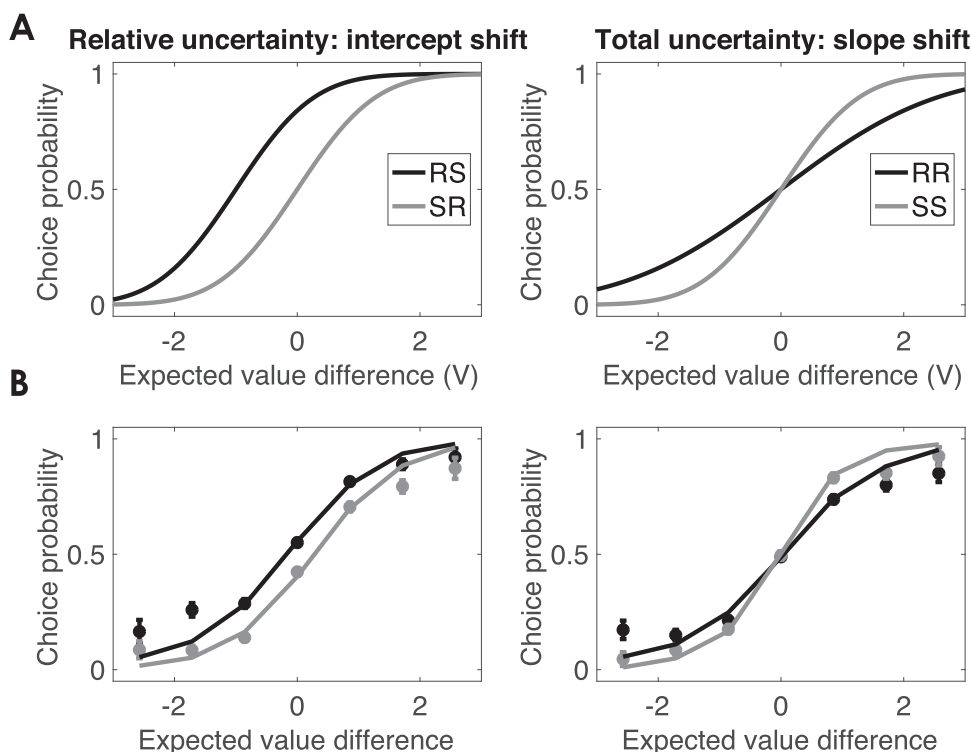 A
Relative uncertainty: intercept shift
Choice probability
1
0.5
0
-2 0 2
Expected value difference (V)
RS
SR
Total uncertainty: slope shift
Choice probability
1
0.5
0
-2 0 2
Expected value difference (V)
RR
SS
B
Choice probability
1
0.5
0
-2 0 2
Expected value difference
Choice probability
1
0.5
0
-2 0 2
Expected value difference